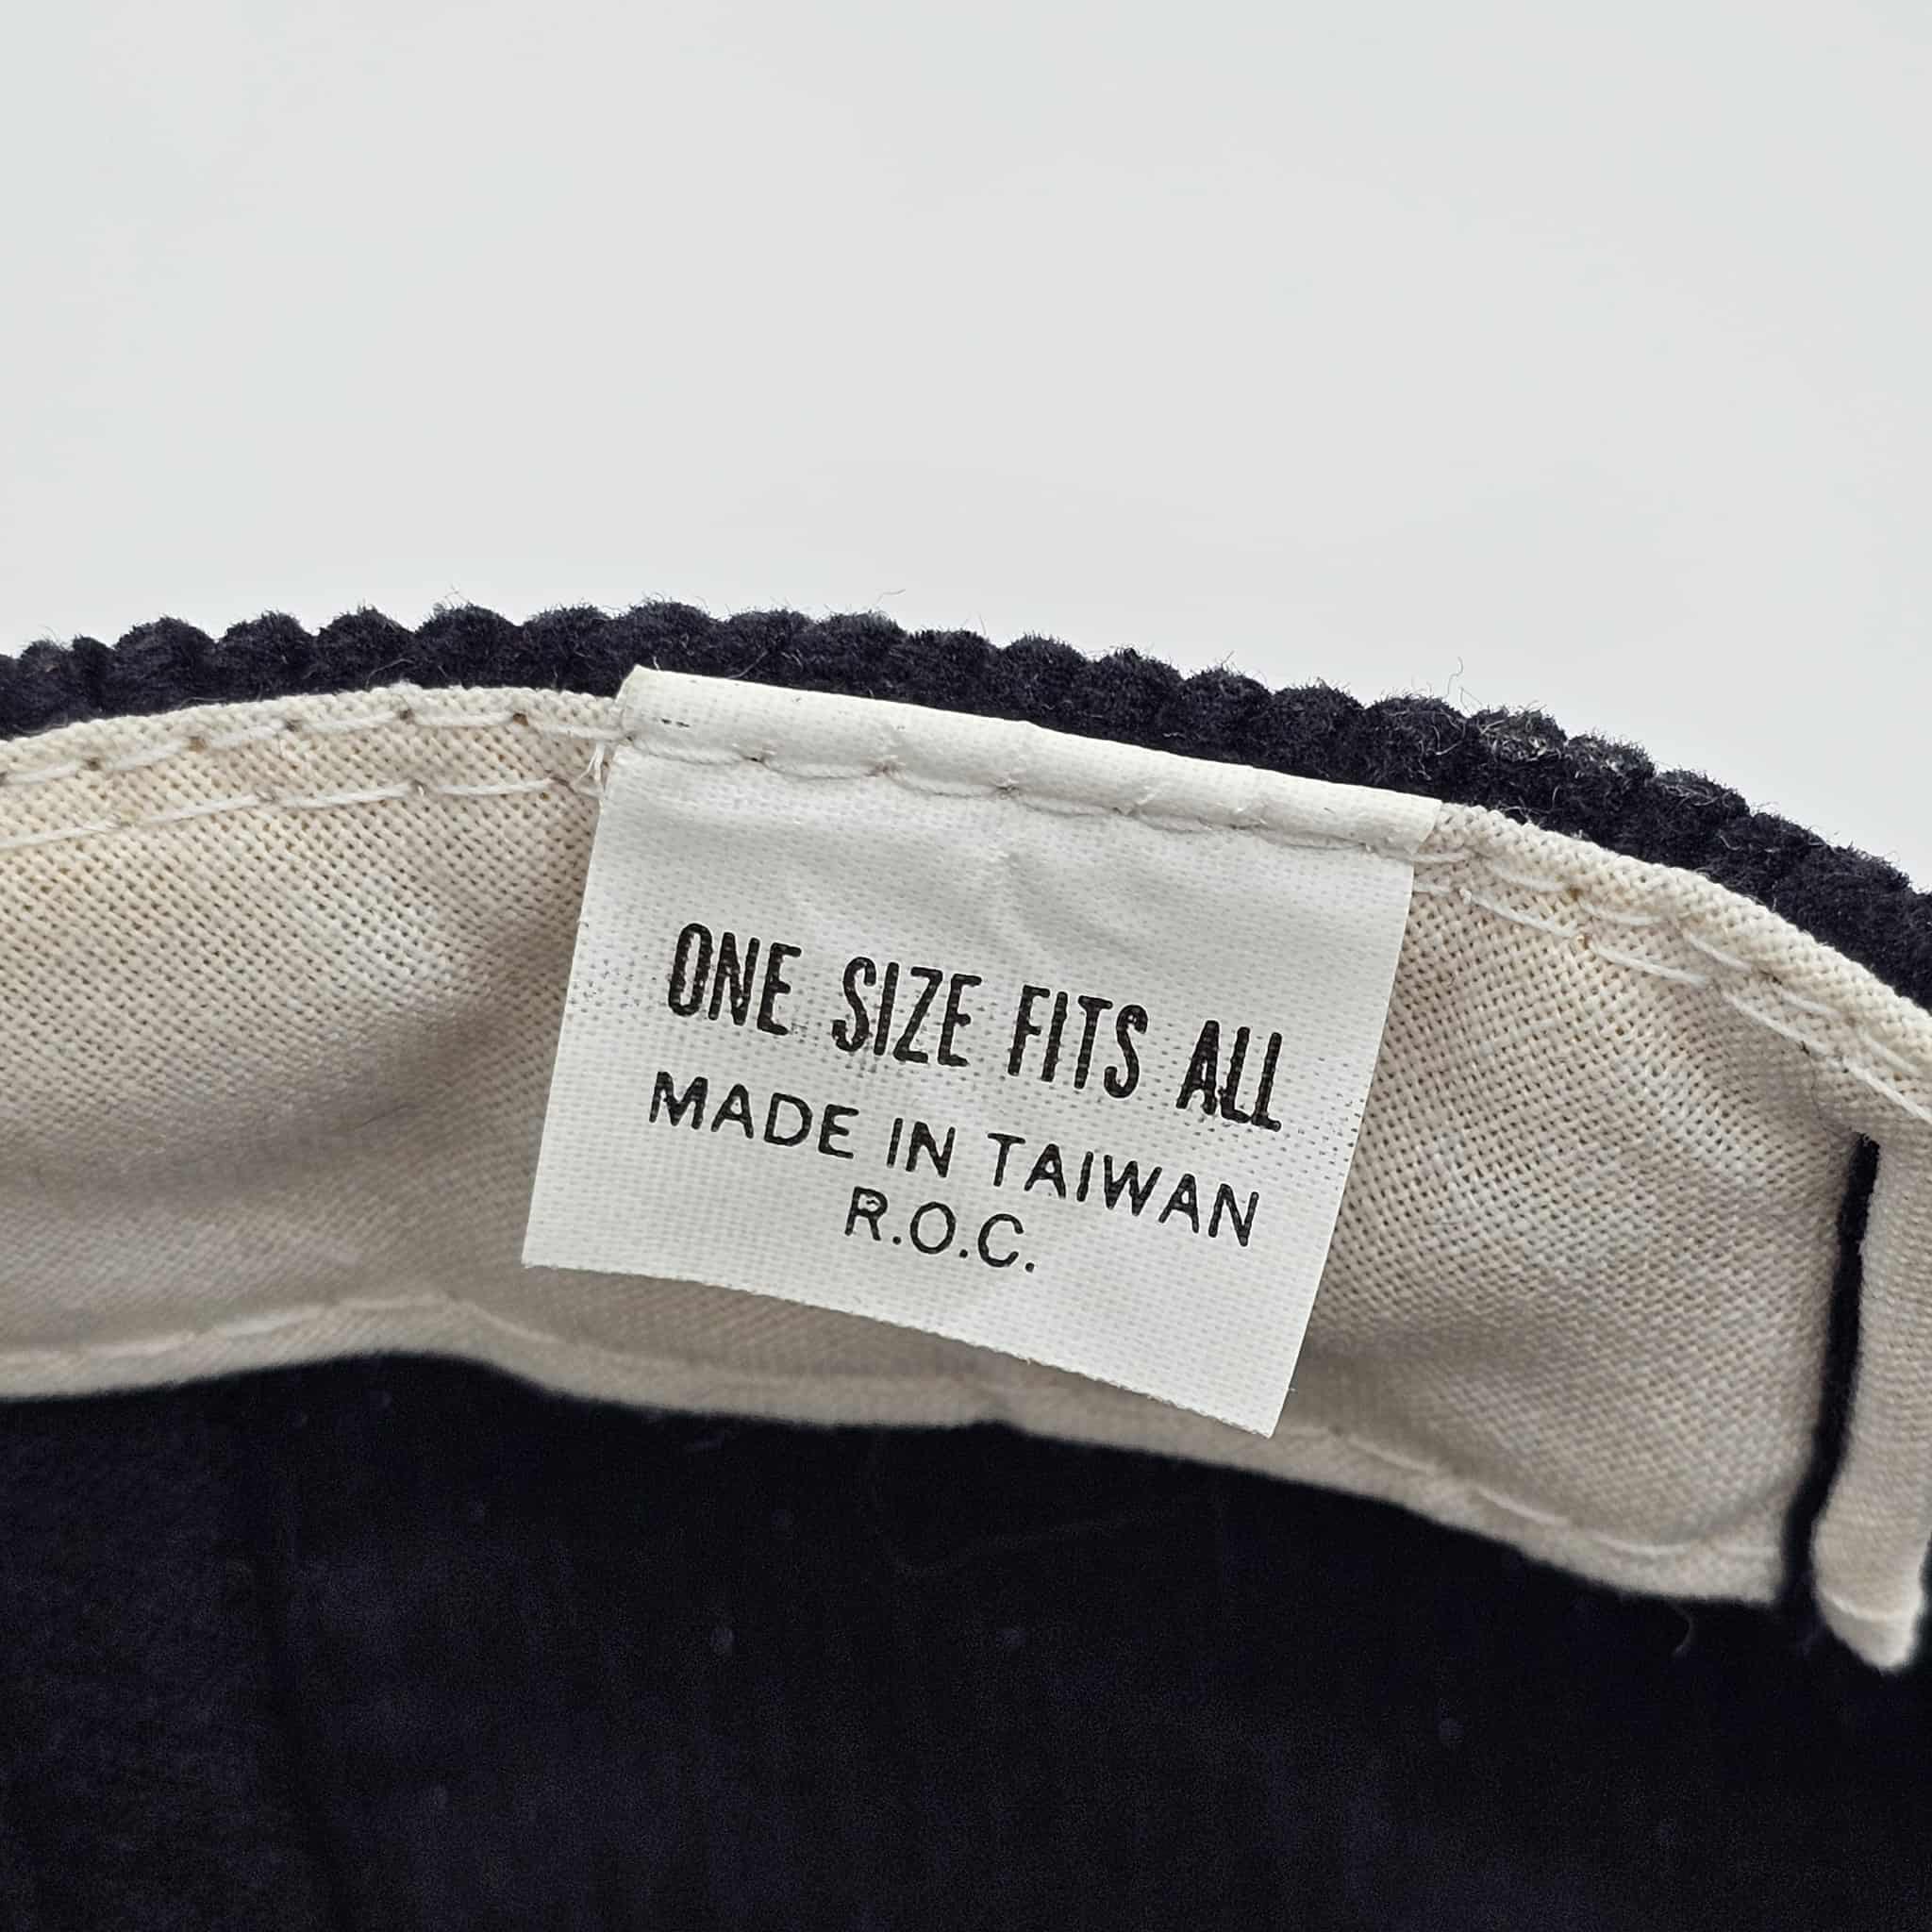 ONE SIZE FITS ALL
MADE IN TAIWAN
R.O.C.